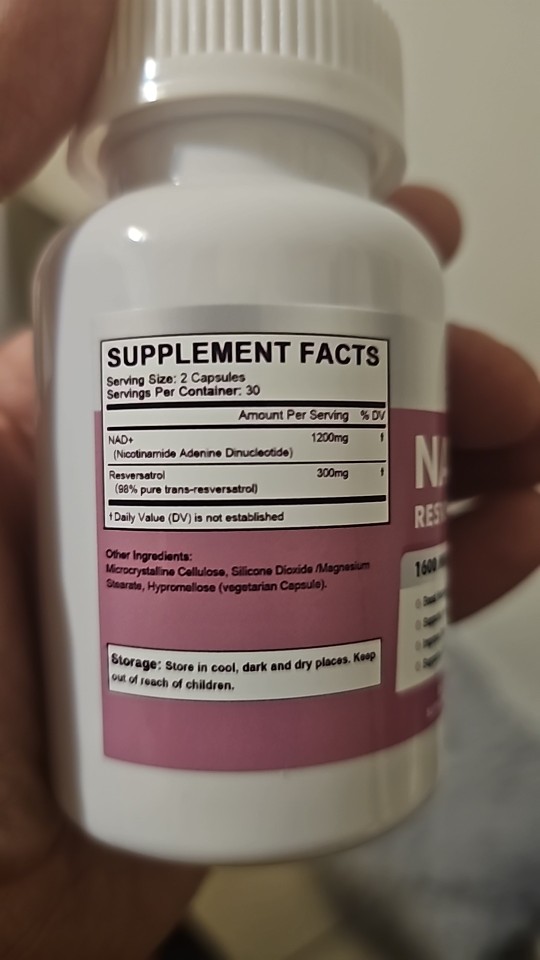 SUPPLEMENT FACTS
Serving Size: 2 Capsules
Servings Per Container: 30
Amount Per Serving % DV
NAD+ 1200mg †
(Nicotinamide Adenine Dinucleotide)
Resversatrol 300mg †
(98% pure trans-resversatrol)
† Daily Value (DV) is not established
Other Ingredients:
Microcrystalline Cellulose, Silicone Dioxide /Magnesium
Stearate, Hypromellose (vegetarian Capsule).
Storage: Store in cool, dark and dry places. Keep
out of reach of children.
NA
RES
1600